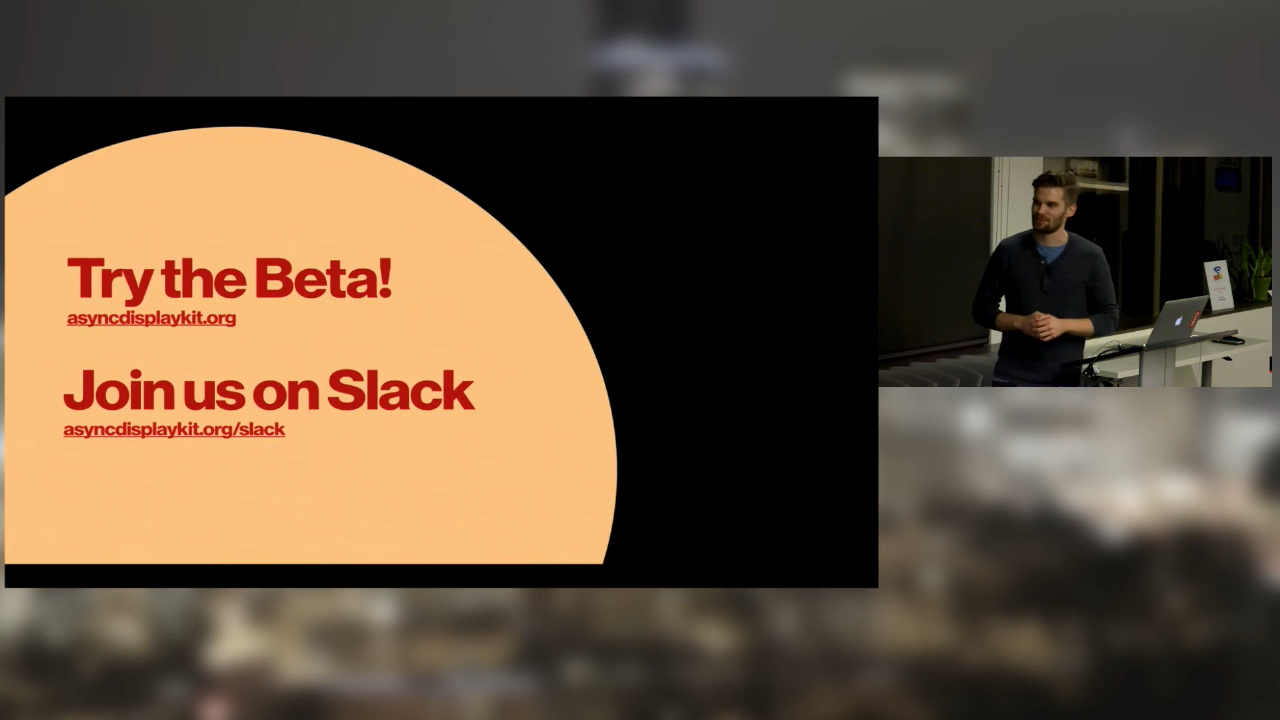 Try the Beta!
asyncdisplaykit.org
Join us on Slack
asyncdisplaykit.org/slack